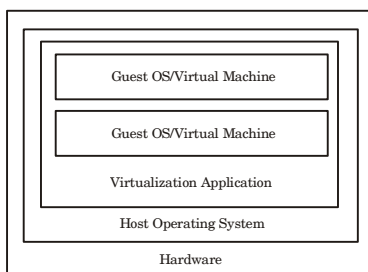 Guest OS/Virtual Machine
Guest OS/Virtual Machine
Virtualization Application
Host Operating System
Hardware